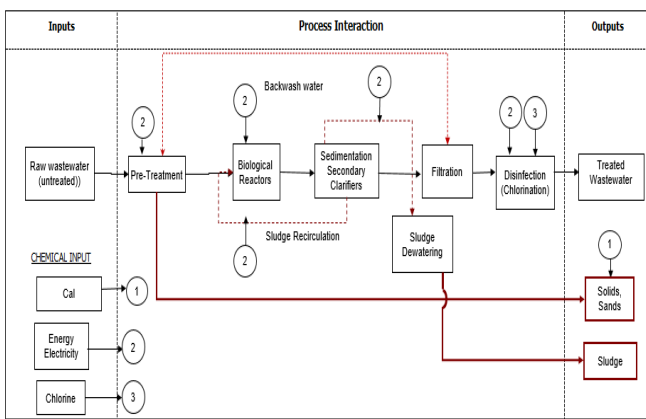 Inputs
Process Interaction
Outputs
Backwash water
2
2
2
2
3
Raw wastewater
(untreated))
Pre-Treatment
Biological
Reactors
Sedimentation
Secondary
Clarifiers
Filtration
Disinfection
(Chlorination)
Treated
Wastewater
Sludge Recirculation
2
Sludge
Dewatering
CHEMICAL INPUT
Cal
1
1
Solids,
Sands
Energy
Electricity
2
Sludge
Chlorine
3